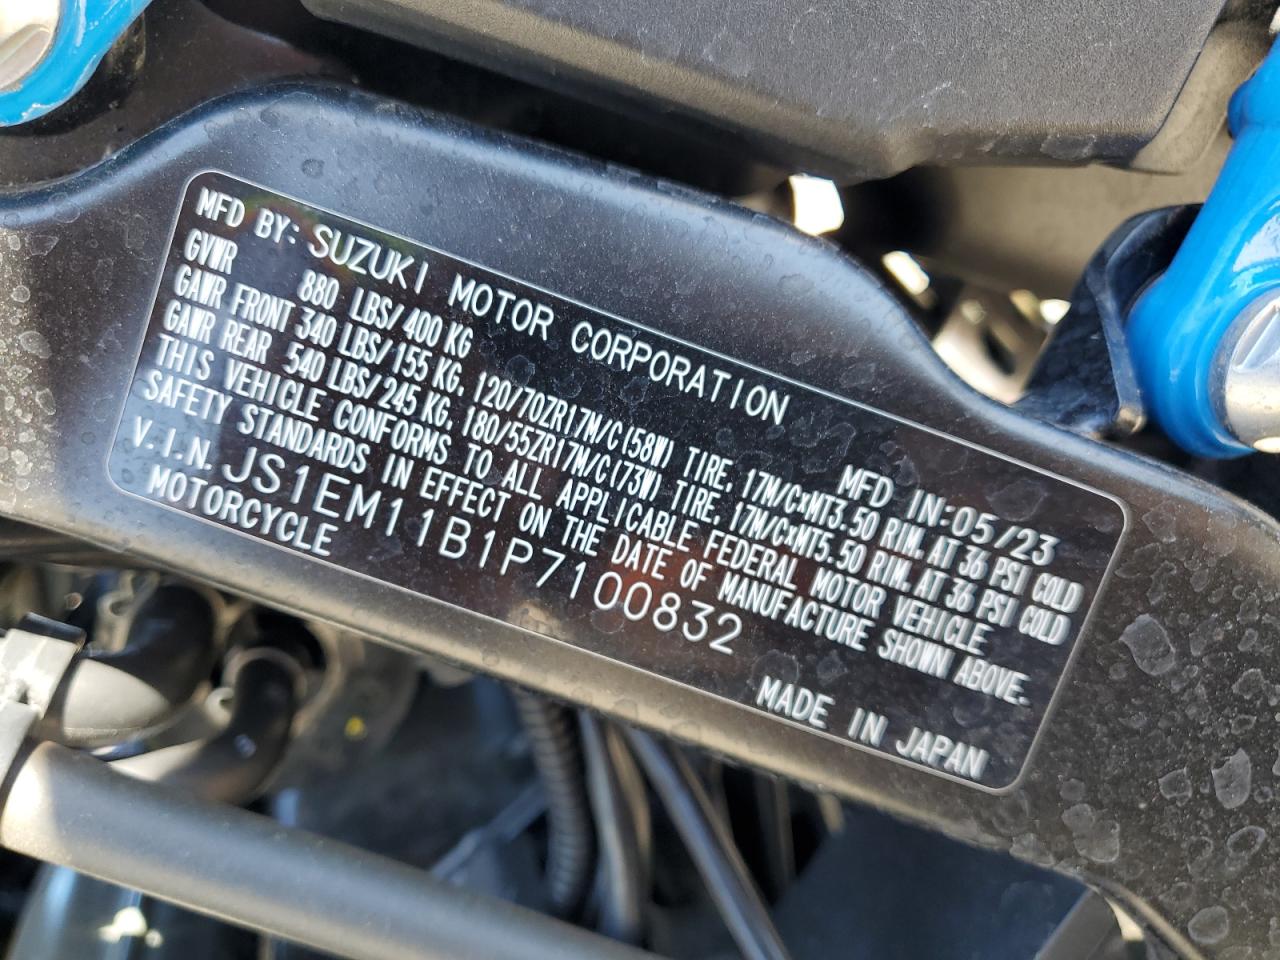 MFD BY: SUZUKI MOTOR CORPORATION
MFD IN:05/23
GVWR 880 LBS/400 KG
GAWR FRONT 340 LBS/155 KG, 120/70ZR17M/C(58W) TIRE, 17M/C×MT3.50 RIM, AT 36 PSI COLD
GAWR REAR 540 LBS/245 KG, 180/55ZR17M/C(73W) TIRE, 17M/C×MT5.50 RIM, AT 36 PSI COLD
THIS VEHICLE CONFORMS TO ALL APPLICABLE FEDERAL MOTOR VEHICLE
SAFETY STANDARDS IN EFFECT ON THE DATE OF MANUFACTURE SHOWN ABOVE.
V.I.N. JS1EM11B1P7100832
MOTORCYCLE
MADE IN JAPAN